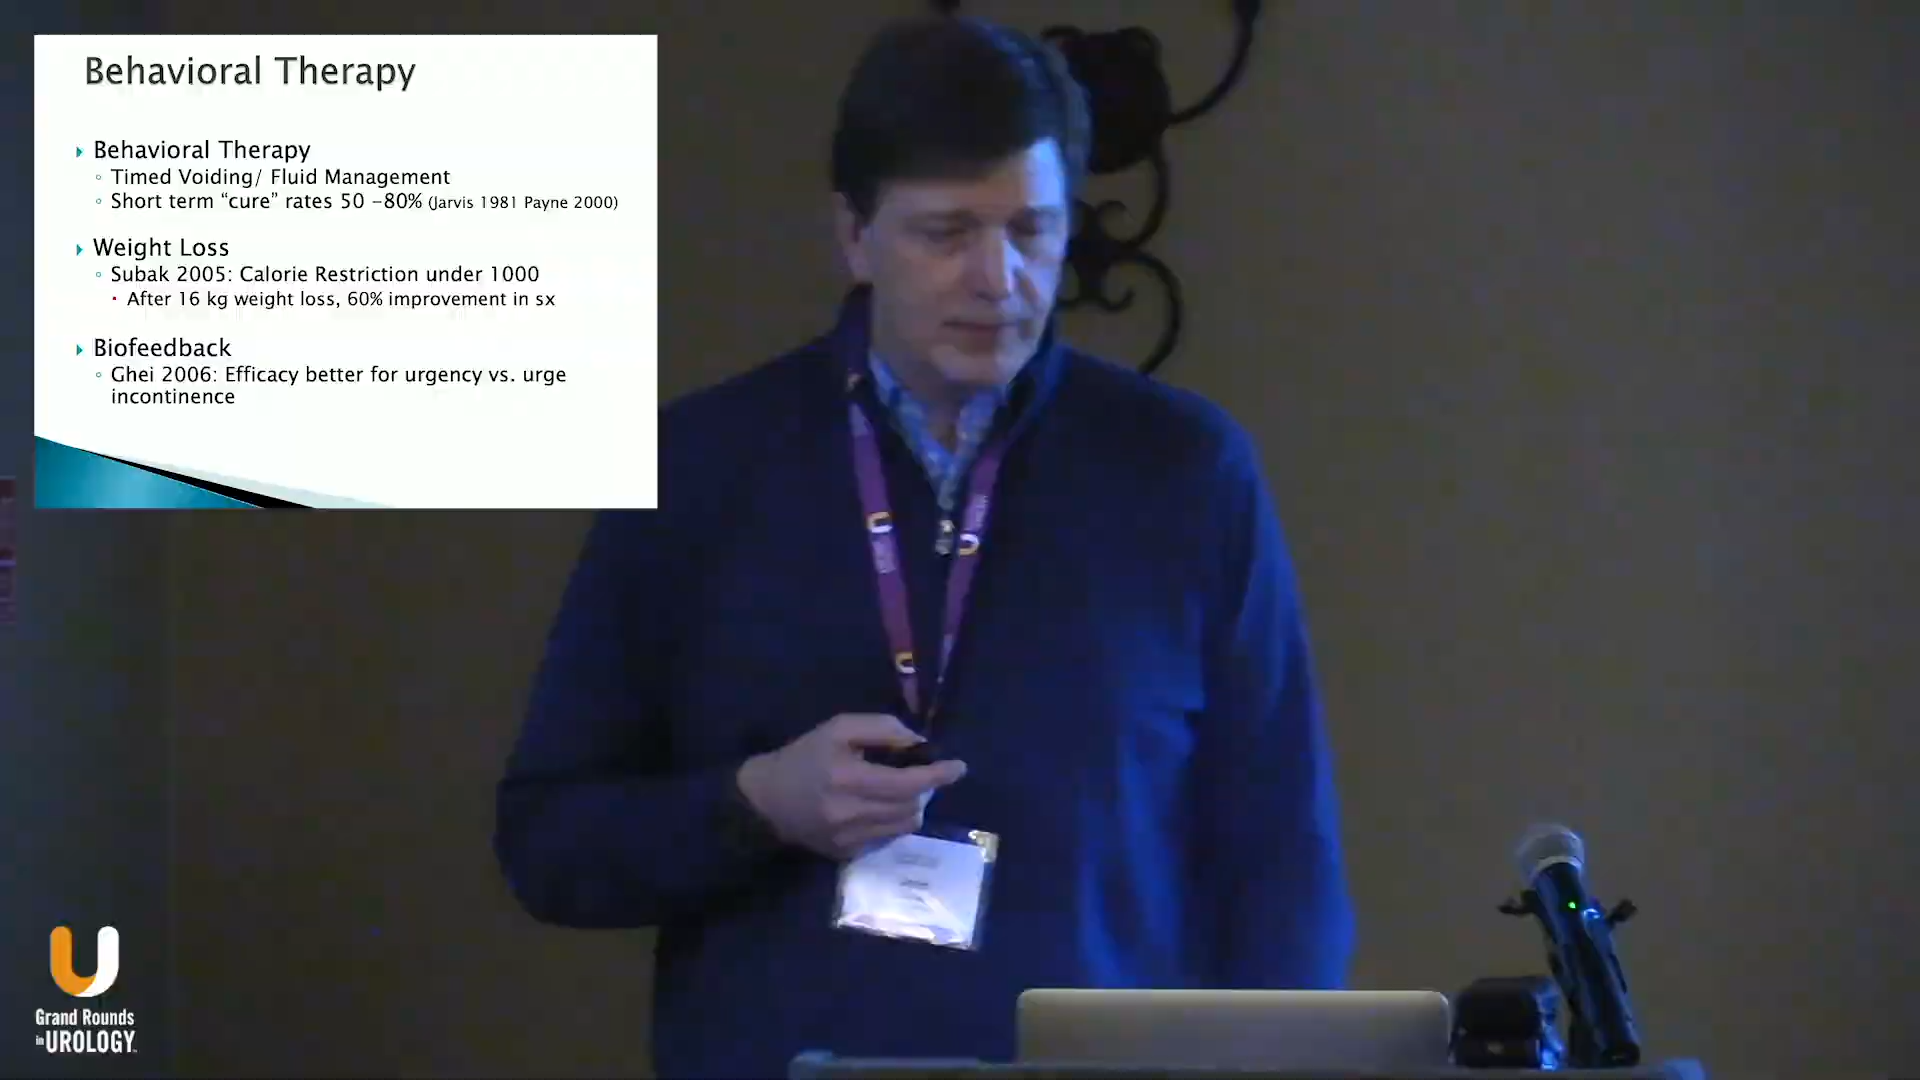 Behavioral Therapy
Behavioral Therapy
Timed Voiding/ Fluid Management
Short term “cure” rates 50 –80% (Jarvis 1981 Payne 2000)
Weight Loss
Subak 2005: Calorie Restriction under 1000
After 16 kg weight loss, 60% improvement in sx
Biofeedback
Ghei 2006: Efficacy better for urgency vs. urge
incontinence
Grand Rounds
in UROLOGY